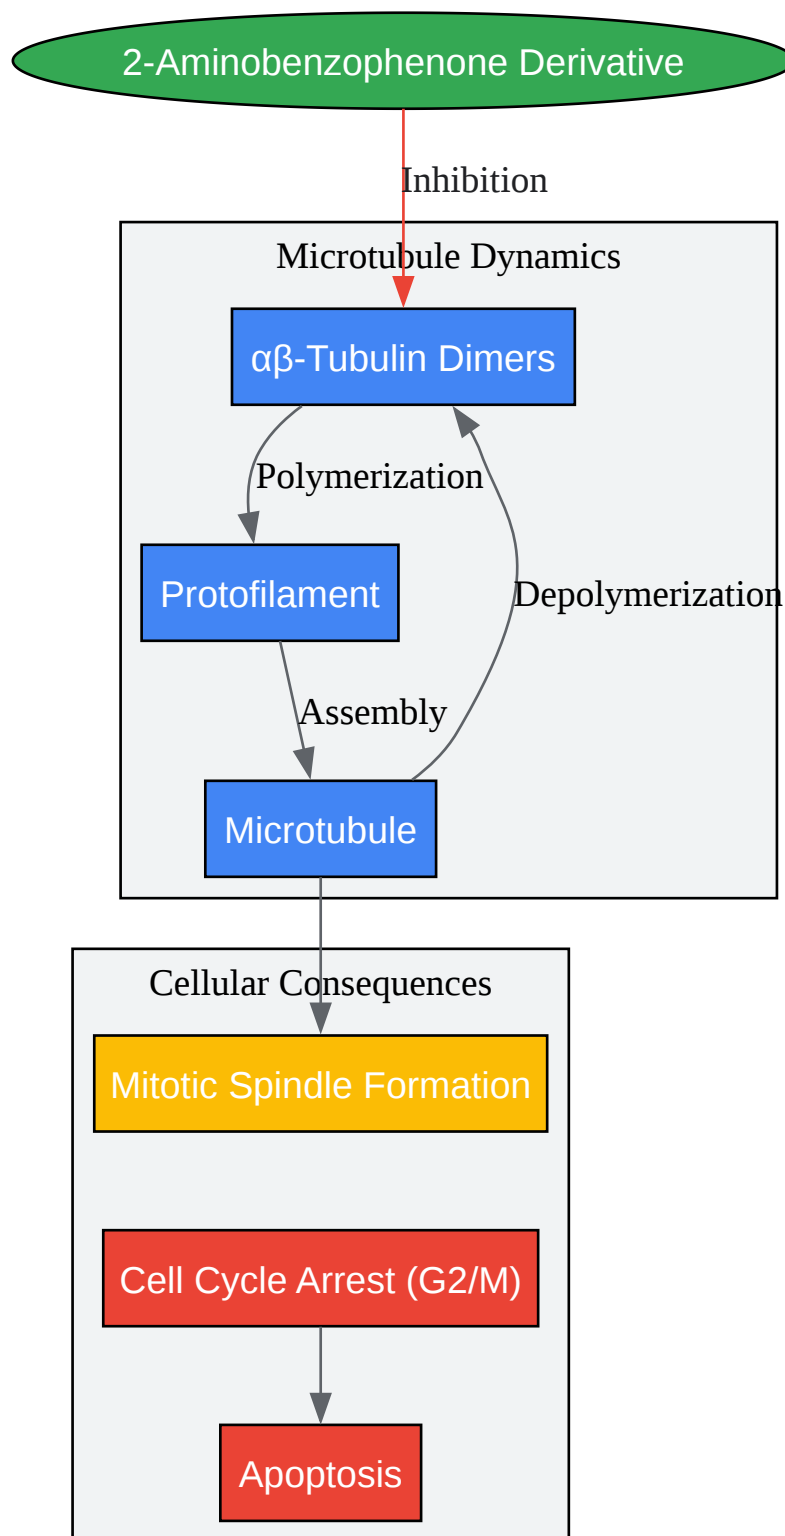 2-Aminobenzophenone Derivative
Inhibition
Microtubule Dynamics
αβ-Tubulin Dimers
Polymerization
Protofilament
Depolymerization
Assembly
Microtubule
Cellular Consequences
Mitotic Spindle Formation
Cell Cycle Arrest (G2/M)
Apoptosis